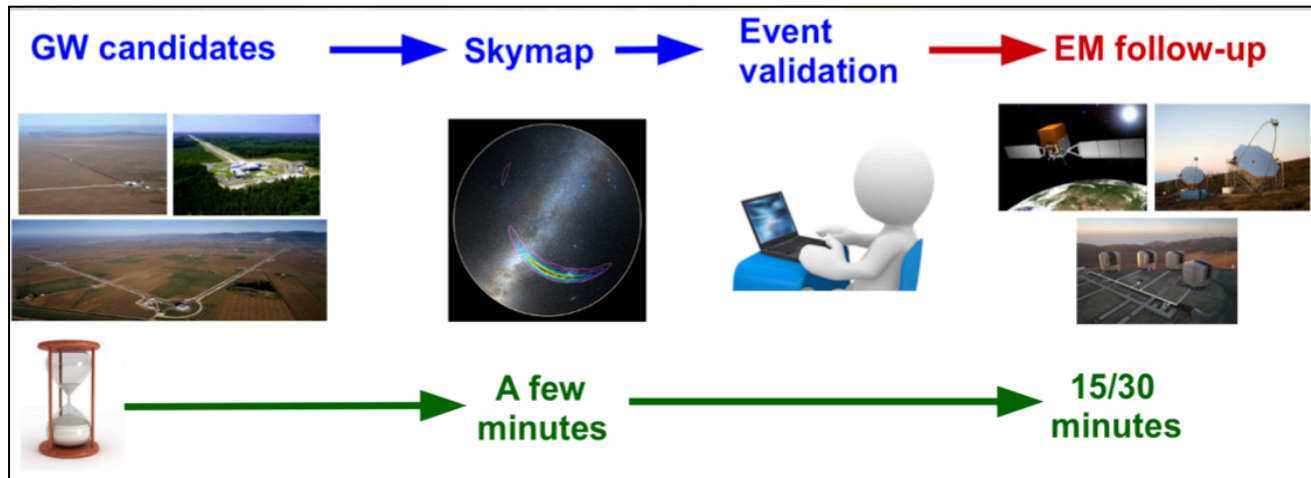 GW candidates
Skymap
Event
validation
EM follow-up
A few
minutes
15/30
minutes